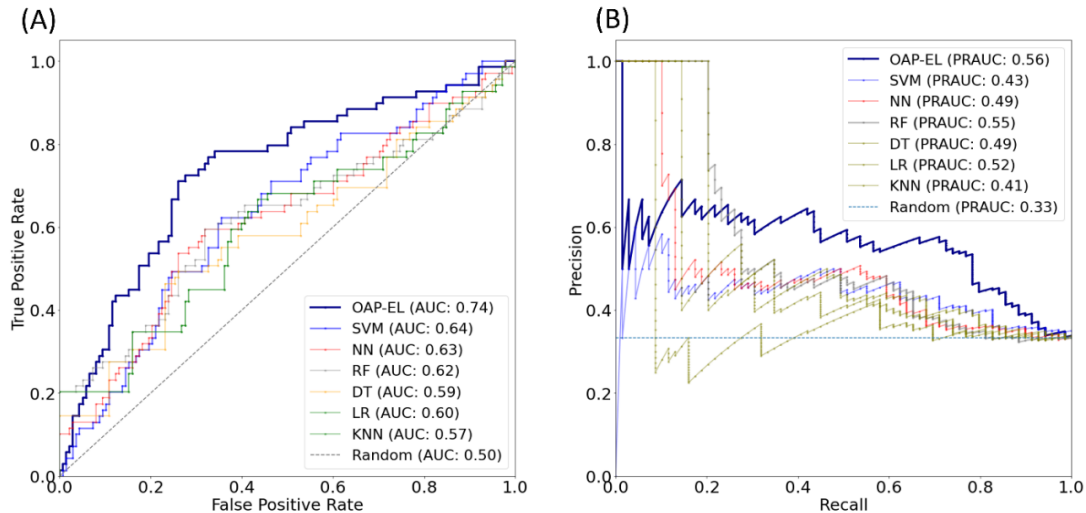 (A)
1.0
0.8
0.6
0.4
0.2
0.0
True Positive Rate
OAP-EL (AUC: 0.74)
SVM (AUC: 0.64)
NN (AUC: 0.63)
RF (AUC: 0.62)
DT (AUC: 0.59)
LR (AUC: 0.60)
KNN (AUC: 0.57)
Random (AUC: 0.50)
0.0 0.2 0.4 0.6 0.8 1.0
False Positive Rate
(B)
1.0
0.8
0.6
0.4
0.2
0.0
Precision
OAP-EL (PRAUC: 0.56)
SVM (PRAUC: 0.43)
NN (PRAUC: 0.49)
RF (PRAUC: 0.55)
DT (PRAUC: 0.49)
LR (PRAUC: 0.52)
KNN (PRAUC: 0.41)
Random (PRAUC: 0.33)
0.0 0.2 0.4 0.6 0.8 1.0
Recall